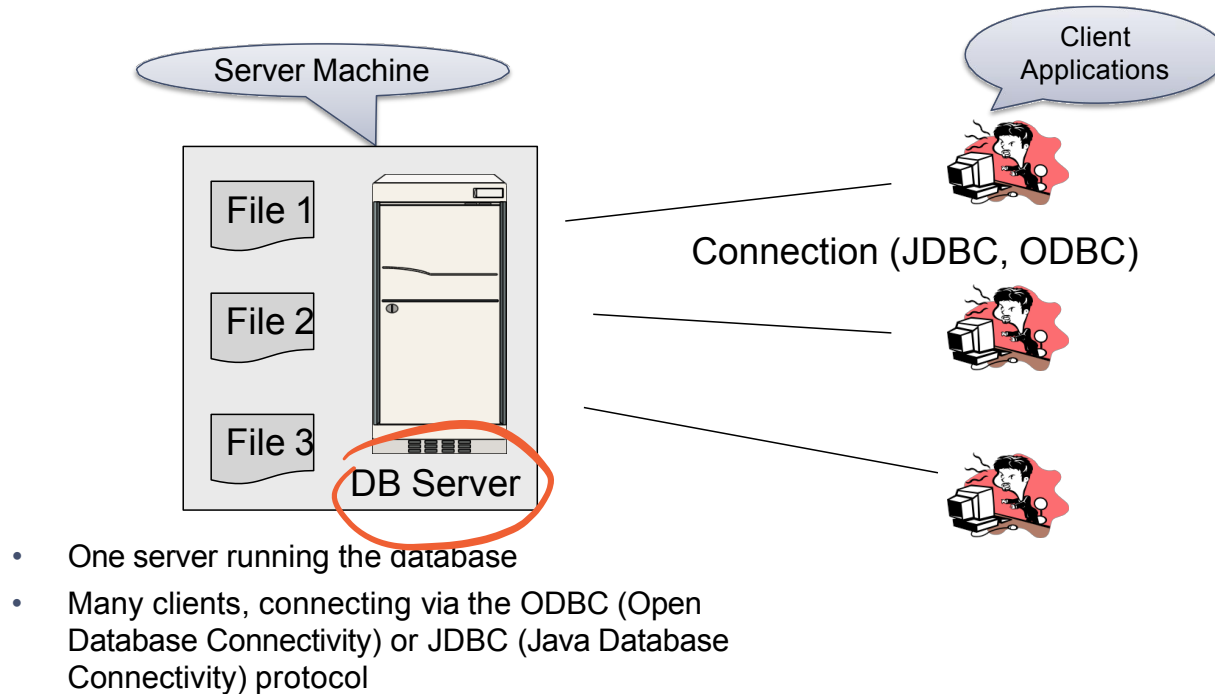 Server Machine
Client
Applications
File 1
File 2
File 3
DB Server
Connection (JDBC, ODBC)
• One server running the database
• Many clients, connecting via the ODBC (Open
Database Connectivity) or JDBC (Java Database
Connectivity) protocol